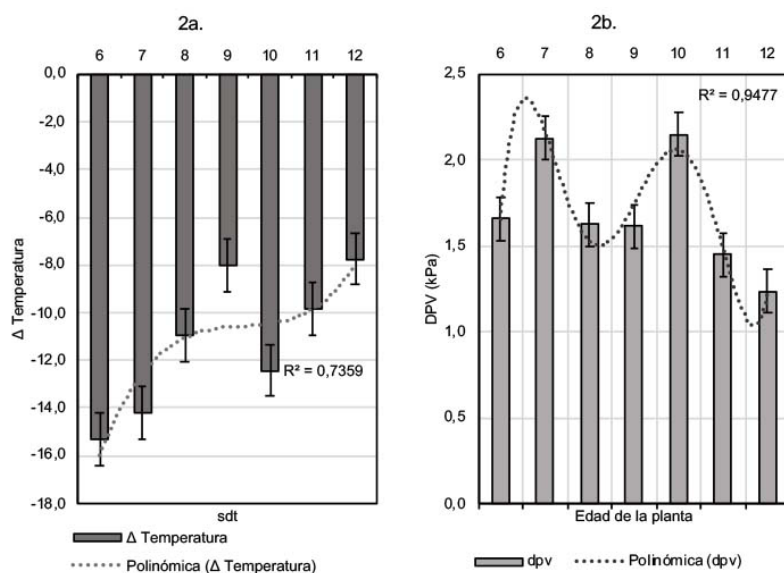 2a.
6 7 8 9 10 11 12
0,0
-2,0
-4,0
-6,0
-8,0
-10,0
-12,0
-14,0
-16,0
-18,0
Δ Temperatura
R² = 0,7359
sdt
Δ Temperatura
Polinómica (Δ Temperatura)
2b.
6 7 8 9 10 11 12
2,5
2,0
1,5
1,0
0,5
0,0
DPV (kPa)
R² = 0,9477
Edad de la planta
dpv Polinómica (dpv)